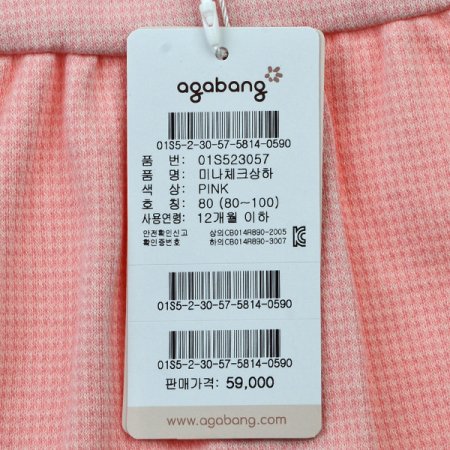 agabang
01S5-2-30-57-5814-0590
품 번: 01S523057
품 명: 미나체크상하
색 상: PINK
호 칭: 80 (80~100)
사용연령: 12개월 이하
안전확인신고 상의CB014R890-2005
확인증번호 하의CB014R890-3007
01S5-2-30-57-5814-0590
01S5-2-30-57-5814-0590
판매가격: 59,000
www.agabang.com